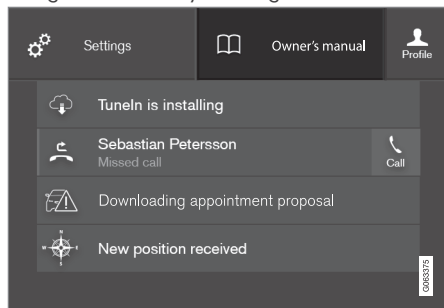 Settings
Owner's manual
Profile
TuneIn is installing
Sebastian Petersson
Missed call
Call
Downloading appointment proposal
New position received
G063375